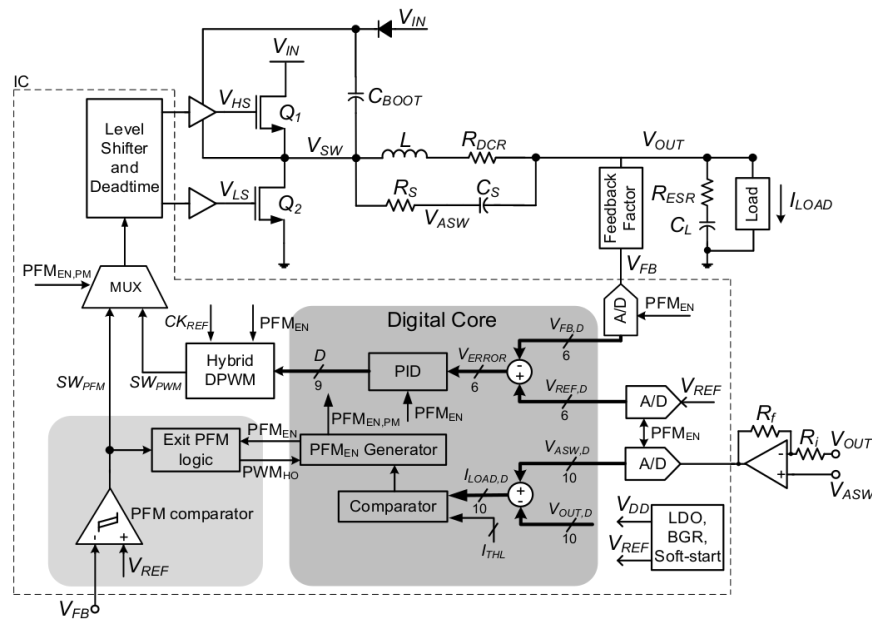 V_IN
V_IN
IC
V_HS
Q_1
C_BOOT
Level
Shifter
and
Deadtime
V_SW
L
R_DCR
V_OUT
V_LS
Q_2
R_S
C_S
V_ASW
Feedback
Factor
R_ESR
C_L
Load
I_LOAD
V_FB
PFM_EN,PM
MUX
CK_REF
PFM_EN
A/D
PFM_EN
Digital Core
V_FB,D
6
SW_PFM
SW_PWM
Hybrid
DPWM
D
9
PID
V_ERROR
6
-
+
V_REF,D
6
A/D
V_REF
PFM_EN,PM
PFM_EN
PFM_EN
Exit PFM
logic
PFM_EN
PWM_HO
PFM_EN Generator
V_ASW,D
10
A/D
R_f
R_i
V_OUT
-
+
V_ASW
Comparator
I_LOAD,D
10
+
-
V_OUT,D
10
I_THL
V_DD
V_REF
LDO,
BGR,
Soft-start
PFM comparator
-
+
V_REF
V_FB